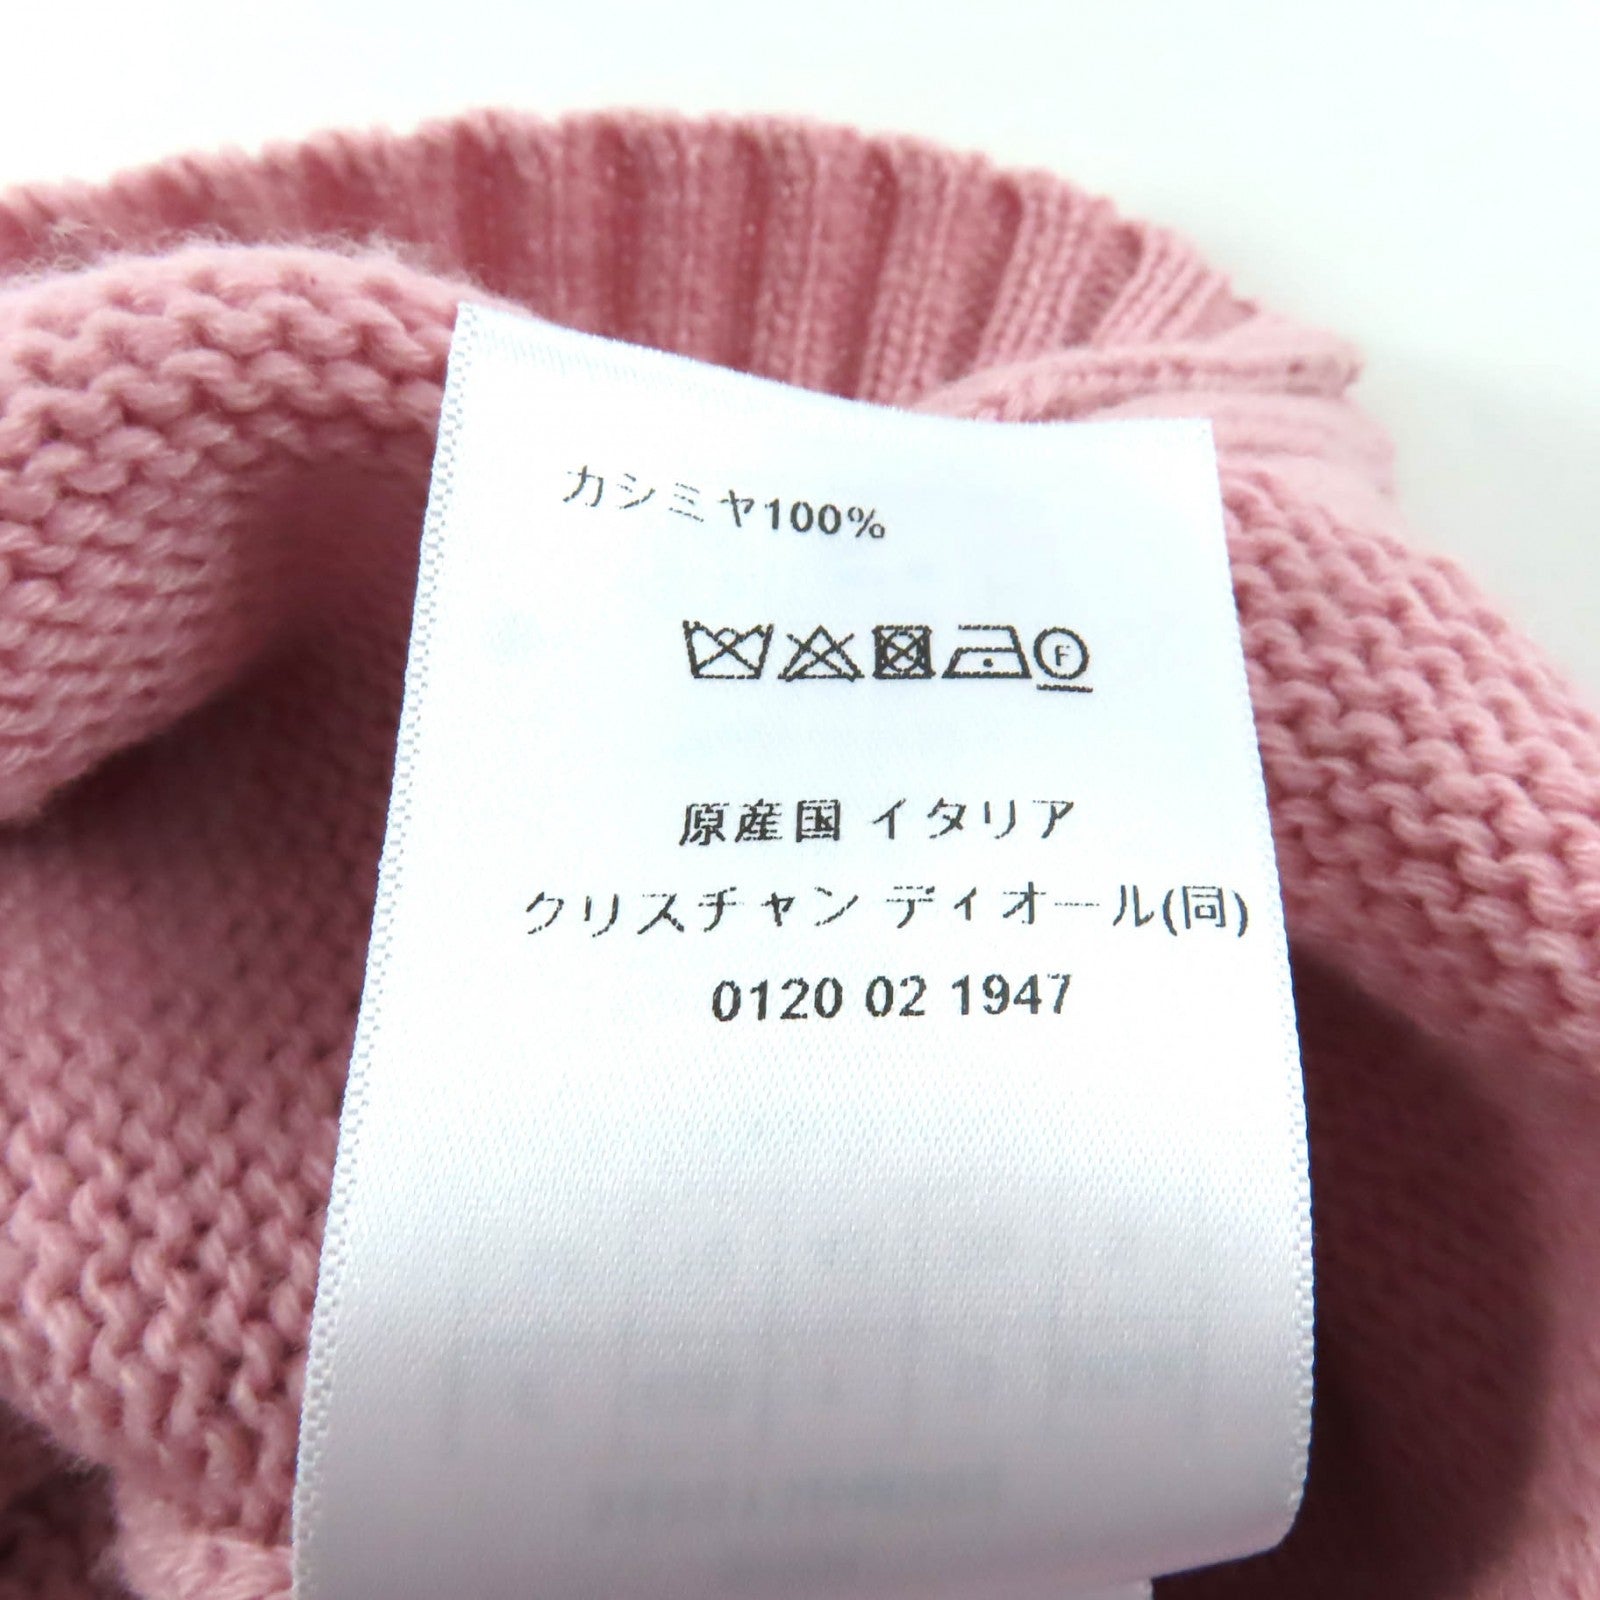 カシミヤ100%
F
原産国 イタリア
クリスチャン ディオール(同)
0120 02 1947